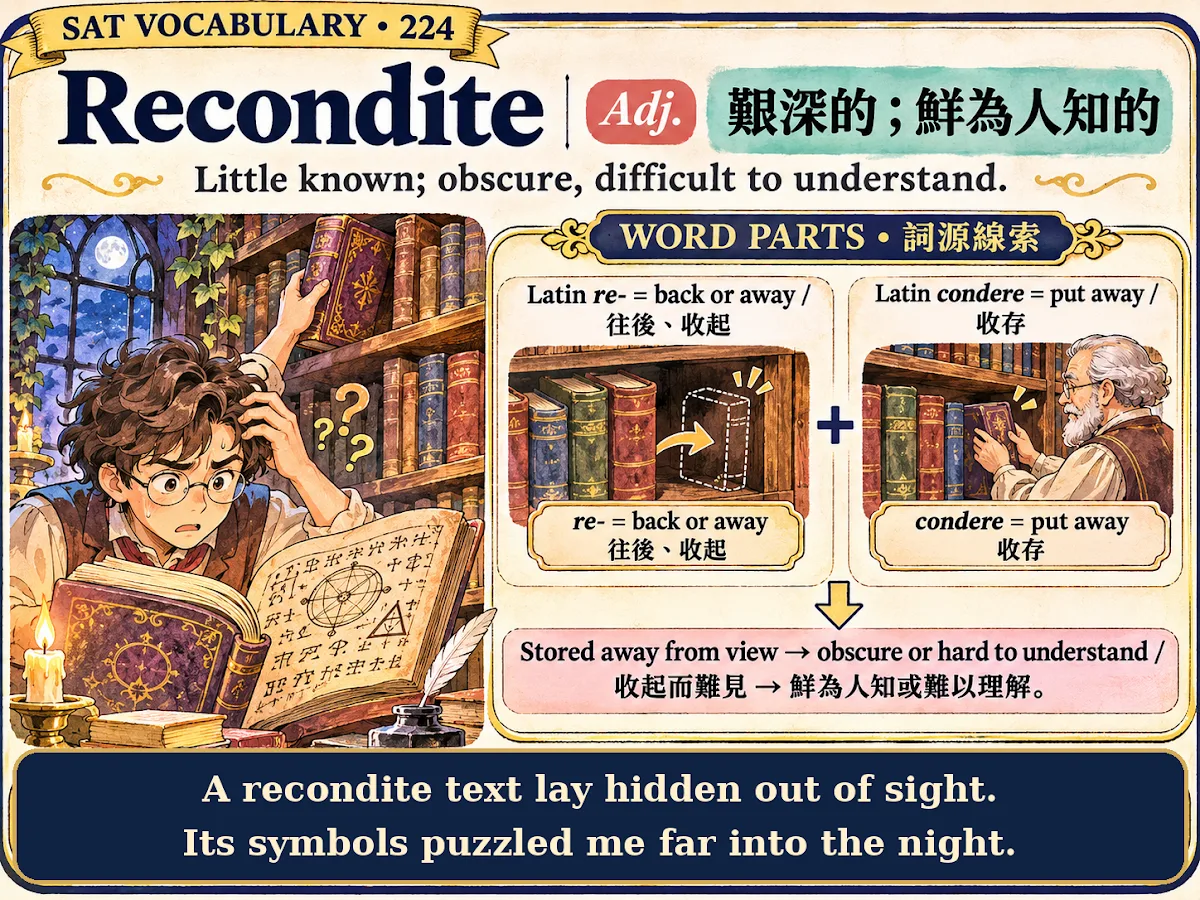 SAT VOCABULARY • 224
Recondite
Adj.
艱深的；鮮為人知的
Little known; obscure, difficult to understand.
WORD PARTS • 詞源線索
Latin re- = back or away /
往後、收起
Latin condere = put away /
收存
???
+
re- = back or away
往後、收起
condere = put away
收存
Stored away from view → obscure or hard to understand /
收起而難見 → 鮮為人知或難以理解。
A recondite text lay hidden out of sight.
Its symbols puzzled me far into the night.